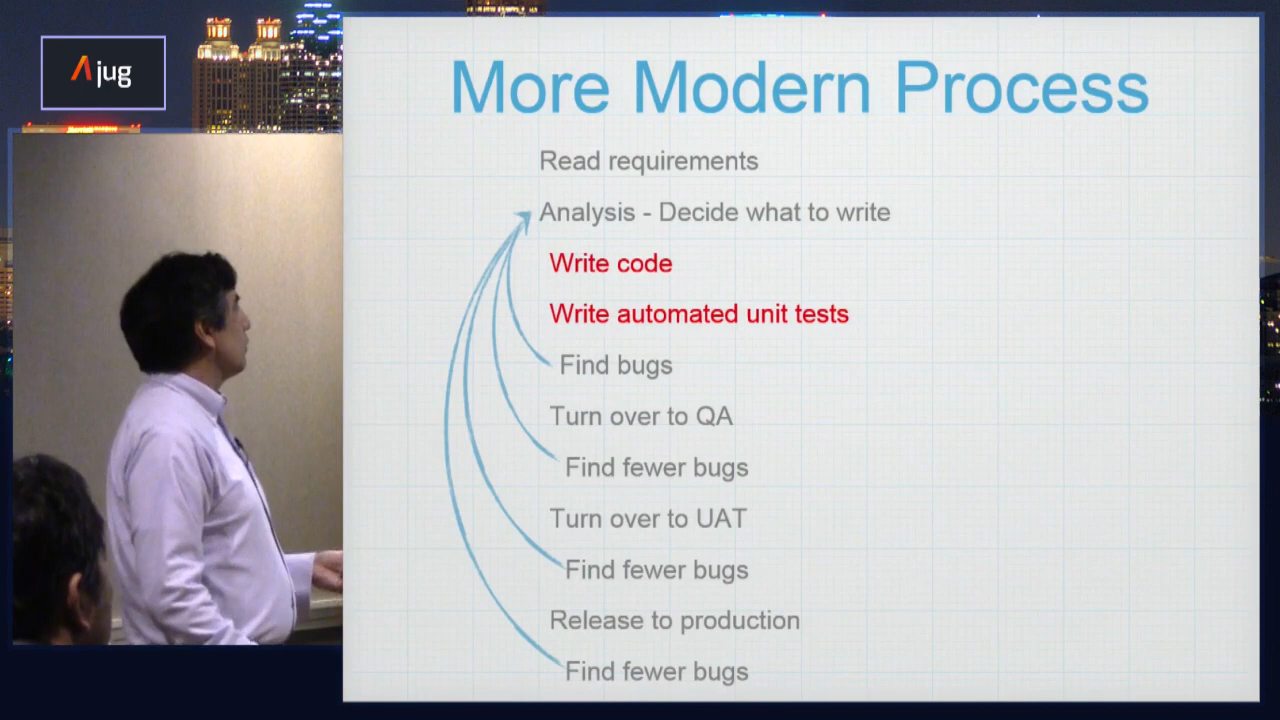 Ajug
More Modern Process
Read requirements
Analysis - Decide what to write
Write code
Write automated unit tests
Find bugs
Turn over to QA
Find fewer bugs
Turn over to UAT
Find fewer bugs
Release to production
Find fewer bugs